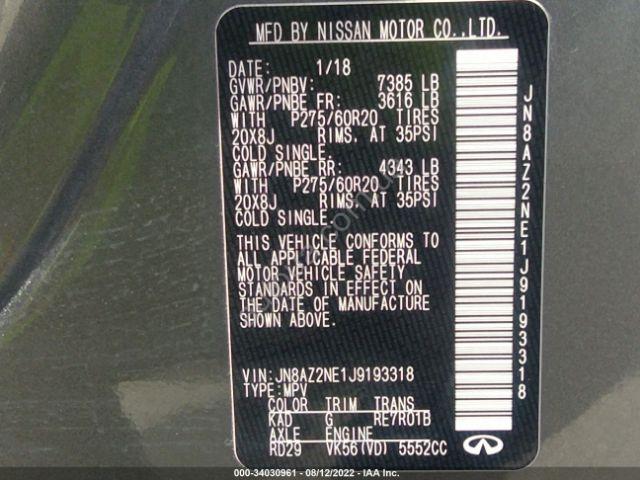 MFD BY NISSAN MOTOR CO.,LTD.
DATE: 1/18
GVWR/PNBV: 7385 LB
GAWR/PNBE FR: 3616 LB
WITH P275/60R20 TIRES
20X8J RIMS, AT 35PSI
COLD SINGLE.
GAWR/PNBE RR: 4343 LB
WITH P275/60R20 TIRES
20X8J RIMS, AT 35PSI
COLD SINGLE.
THIS VEHICLE CONFORMS TO
ALL APPLICABLE FEDERAL
MOTOR VEHICLE SAFETY
STANDARDS IN EFFECT ON
THE DATE OF MANUFACTURE
SHOWN ABOVE.
VIN:JN8AZ2NE1J9193318
TYPE:MPV
COLOR TRIM TRANS
KAD G RE7R01B
AXLE ENGINE
RD29 VK56(VD) 5552CC
JN8AZ2NE1J9193318
000-34030961 - 08/12/2022 - IAA Inc.